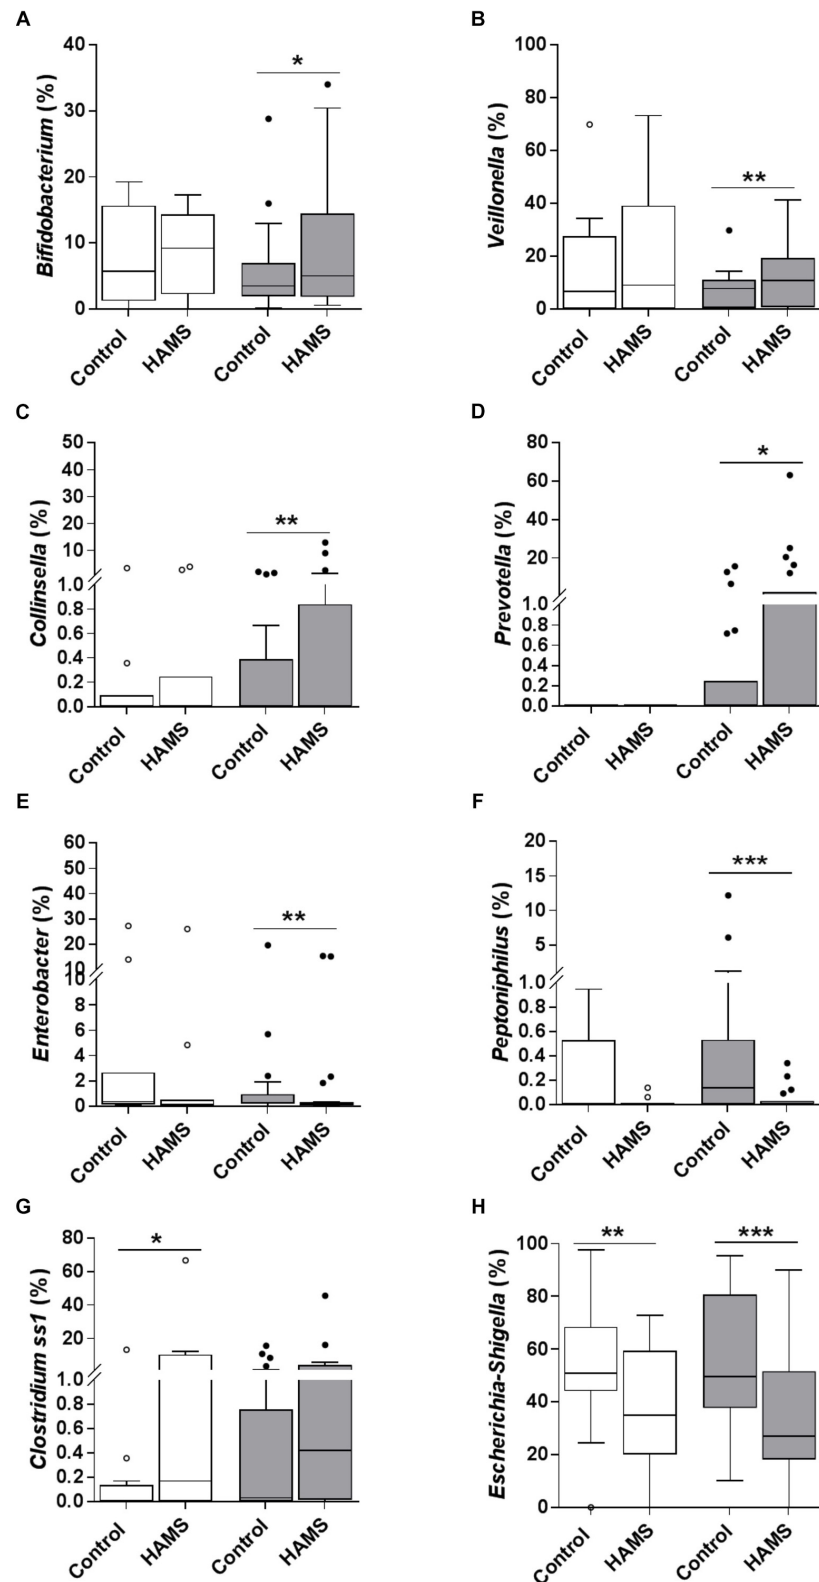 A
Bifidobacterium (%)
40
30
20
10
0
*
Control
HAMS
Control
HAMS
B
Veillonella (%)
100
80
60
40
20
0
**
Control
HAMS
Control
HAMS
C
Collinsella (%)
50
40
30
20
10
1.0
0.8
0.6
0.4
0.2
0.0
**
Control
HAMS
Control
HAMS
D
Prevotella (%)
80
60
40
20
1.0
0.8
0.6
0.4
0.2
0.0
*
Control
HAMS
Control
HAMS
E
Enterobacter (%)
60
50
40
30
20
10
10
8
6
4
2
0
**
Control
HAMS
Control
HAMS
F
Peptoniphilus (%)
20
15
10
5
1.0
0.8
0.6
0.4
0.2
0.0
***
Control
HAMS
Control
HAMS
G
Clostridium ss1 (%)
80
60
40
20
1.0
0.8
0.6
0.4
0.2
0.0
*
Control
HAMS
Control
HAMS
H
Escherichia-Shigella (%)
100
80
60
40
20
0
**
***
Control
HAMS
Control
HAMS